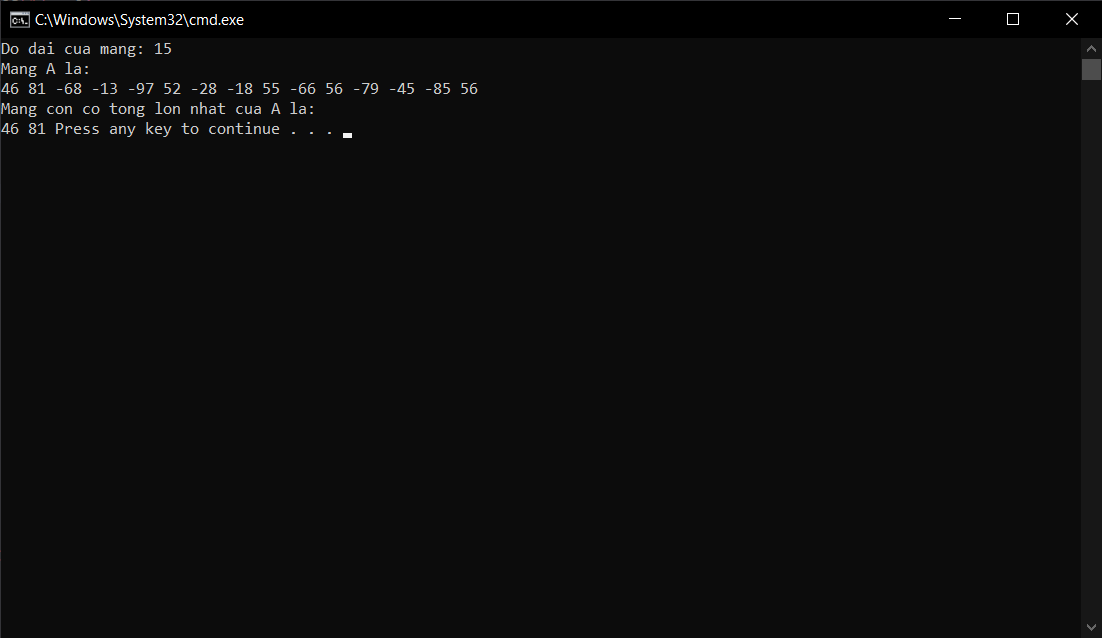 C:\Windows\System32\cmd.exe
Do dai cua mang: 15
Mang A la:
46 81 -68 -13 -97 52 -28 -18 55 -66 56 -79 -45 -85 56
Mang con co tong lon nhat cua A la:
46 81 Press any key to continue . . .